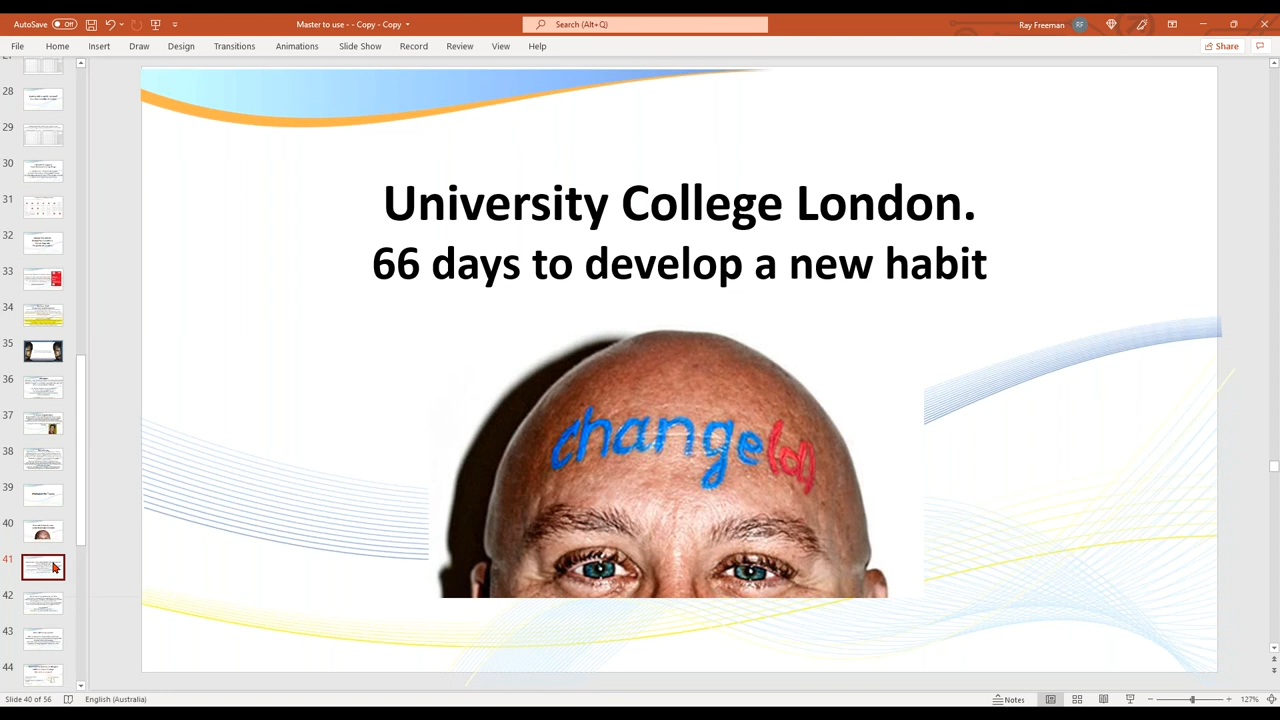 AutoSave Off
Master to use - - Copy - Copy
Search (Alt+Q)
Ray Freeman RF
File Home Insert Draw Design Transitions Animations Slide Show Record Review View Help
Share
28
29
30
31
32
33
34
35
36
37
38
39
40
41
42
43
44
University College London.
66 days to develop a new habit
change(d)
Slide 40 of 56 English (Australia)
Notes
127%